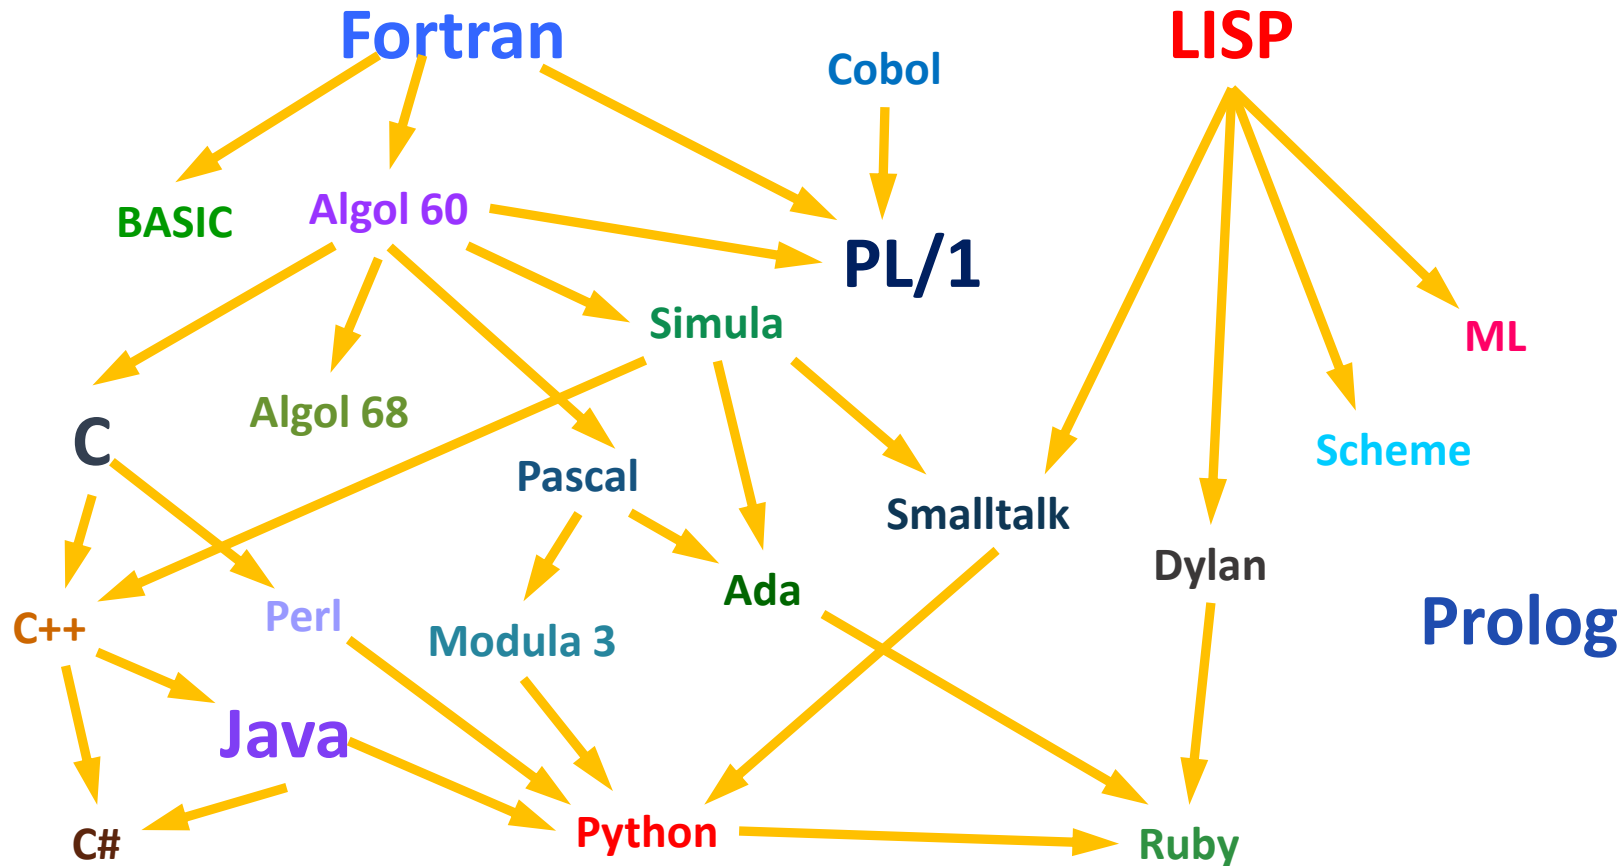 Fortran
LISP
Cobol
BASIC
Algol 60
PL/1
Simula
ML
Algol 68
C
Scheme
Pascal
Smalltalk
Dylan
Ada
Perl
C++
Modula 3
Prolog
Java
Python
C#
Ruby